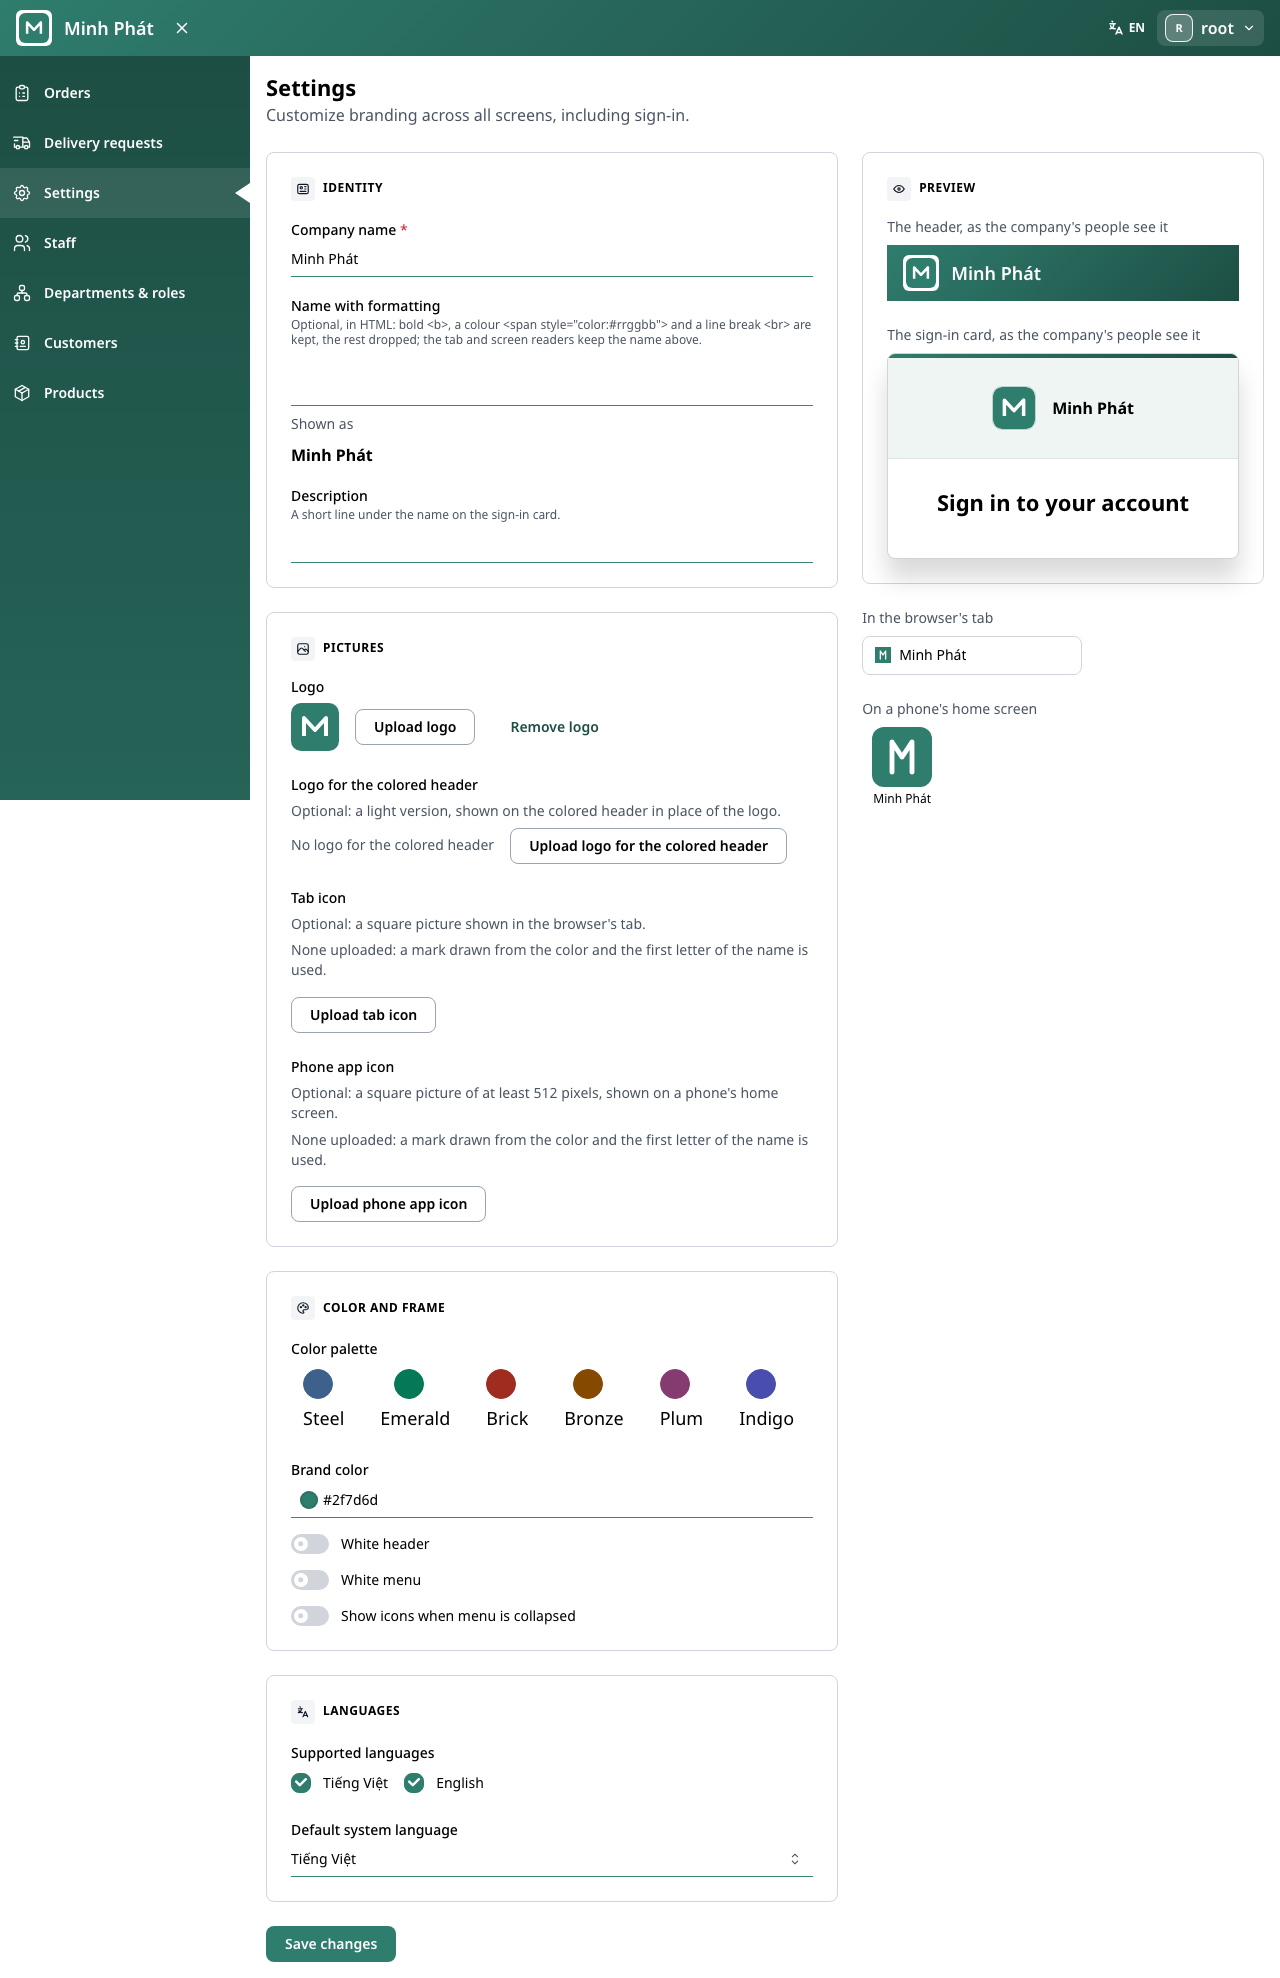 Minh Phát
EN
R
root
Orders
Delivery requests
Settings
Staff
Departments & roles
Customers
Products
Settings
Customize branding across all screens, including sign-in.
IDENTITY
Company name *
Minh Phát
Name with formatting
Optional, in HTML: bold <b>, a colour <span style="color:#rrggbb"> and a line break <br> are
kept, the rest dropped; the tab and screen readers keep the name above.
Shown as
Minh Phát
Description
A short line under the name on the sign-in card.
PICTURES
Logo
M
Upload logo
Remove logo
Logo for the colored header
Optional: a light version, shown on the colored header in place of the logo.
No logo for the colored header
Upload logo for the colored header
Tab icon
Optional: a square picture shown in the browser's tab.
None uploaded: a mark drawn from the color and the first letter of the name is
used.
Upload tab icon
Phone app icon
Optional: a square picture of at least 512 pixels, shown on a phone's home
screen.
None uploaded: a mark drawn from the color and the first letter of the name is
used.
Upload phone app icon
COLOR AND FRAME
Color palette
Steel
Emerald
Brick
Bronze
Plum
Indigo
Brand color
#2f7d6d
White header
White menu
Show icons when menu is collapsed
LANGUAGES
Supported languages
Tiếng Việt
English
Default system language
Tiếng Việt
Save changes
PREVIEW
The header, as the company's people see it
M
Minh Phát
The sign-in card, as the company's people see it
M
Minh Phát
Sign in to your account
In the browser's tab
M
Minh Phát
On a phone's home screen
M
Minh Phát